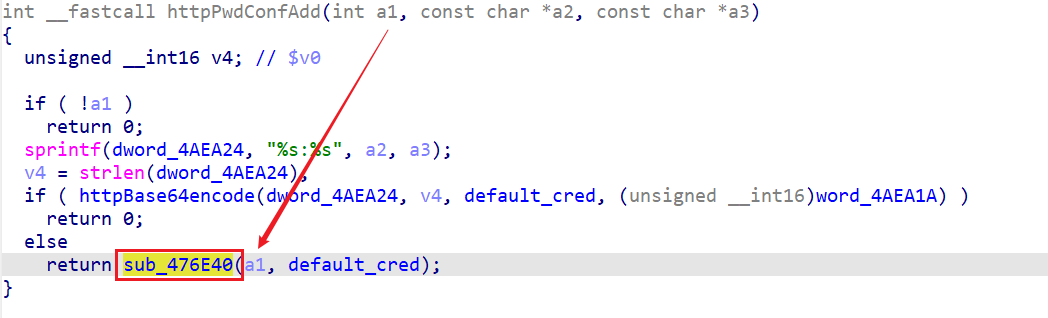 int __fastcall httpPwdConfAdd(int a1, const char *a2, const char *a3)
{
unsigned __int16 v4; // $v0
if ( !a1 )
return 0;
sprintf(dword_4AEA24, "%s:%s", a2, a3);
v4 = strlen(dword_4AEA24);
if ( httpBase64encode(dword_4AEA24, v4, default_cred, (unsigned __int16)word_4AEA1A) )
return 0;
else
return sub_476E40(a1, default_cred);
}